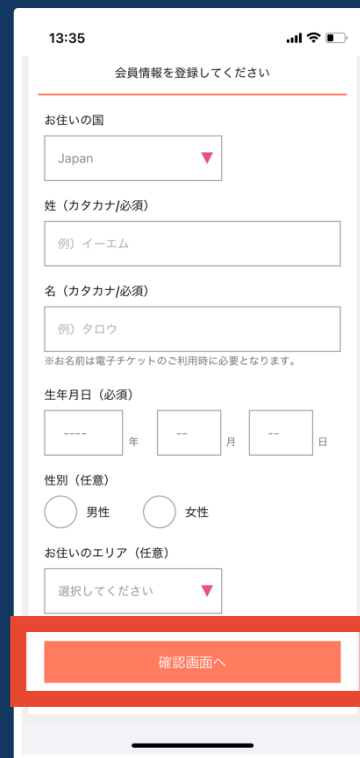 13:35
会員情報を登録してください
お住いの国
Japan
姓（カタカナ/必須）
例）イーエム
名（カタカナ/必須）
例）タロウ
※お名前は電子チケットのご利用時に必要となります。
生年月日（必須）
---- 年 -- 月 -- 日
性別（任意）
男性 女性
お住いのエリア（任意）
選択してください
確認画面へ